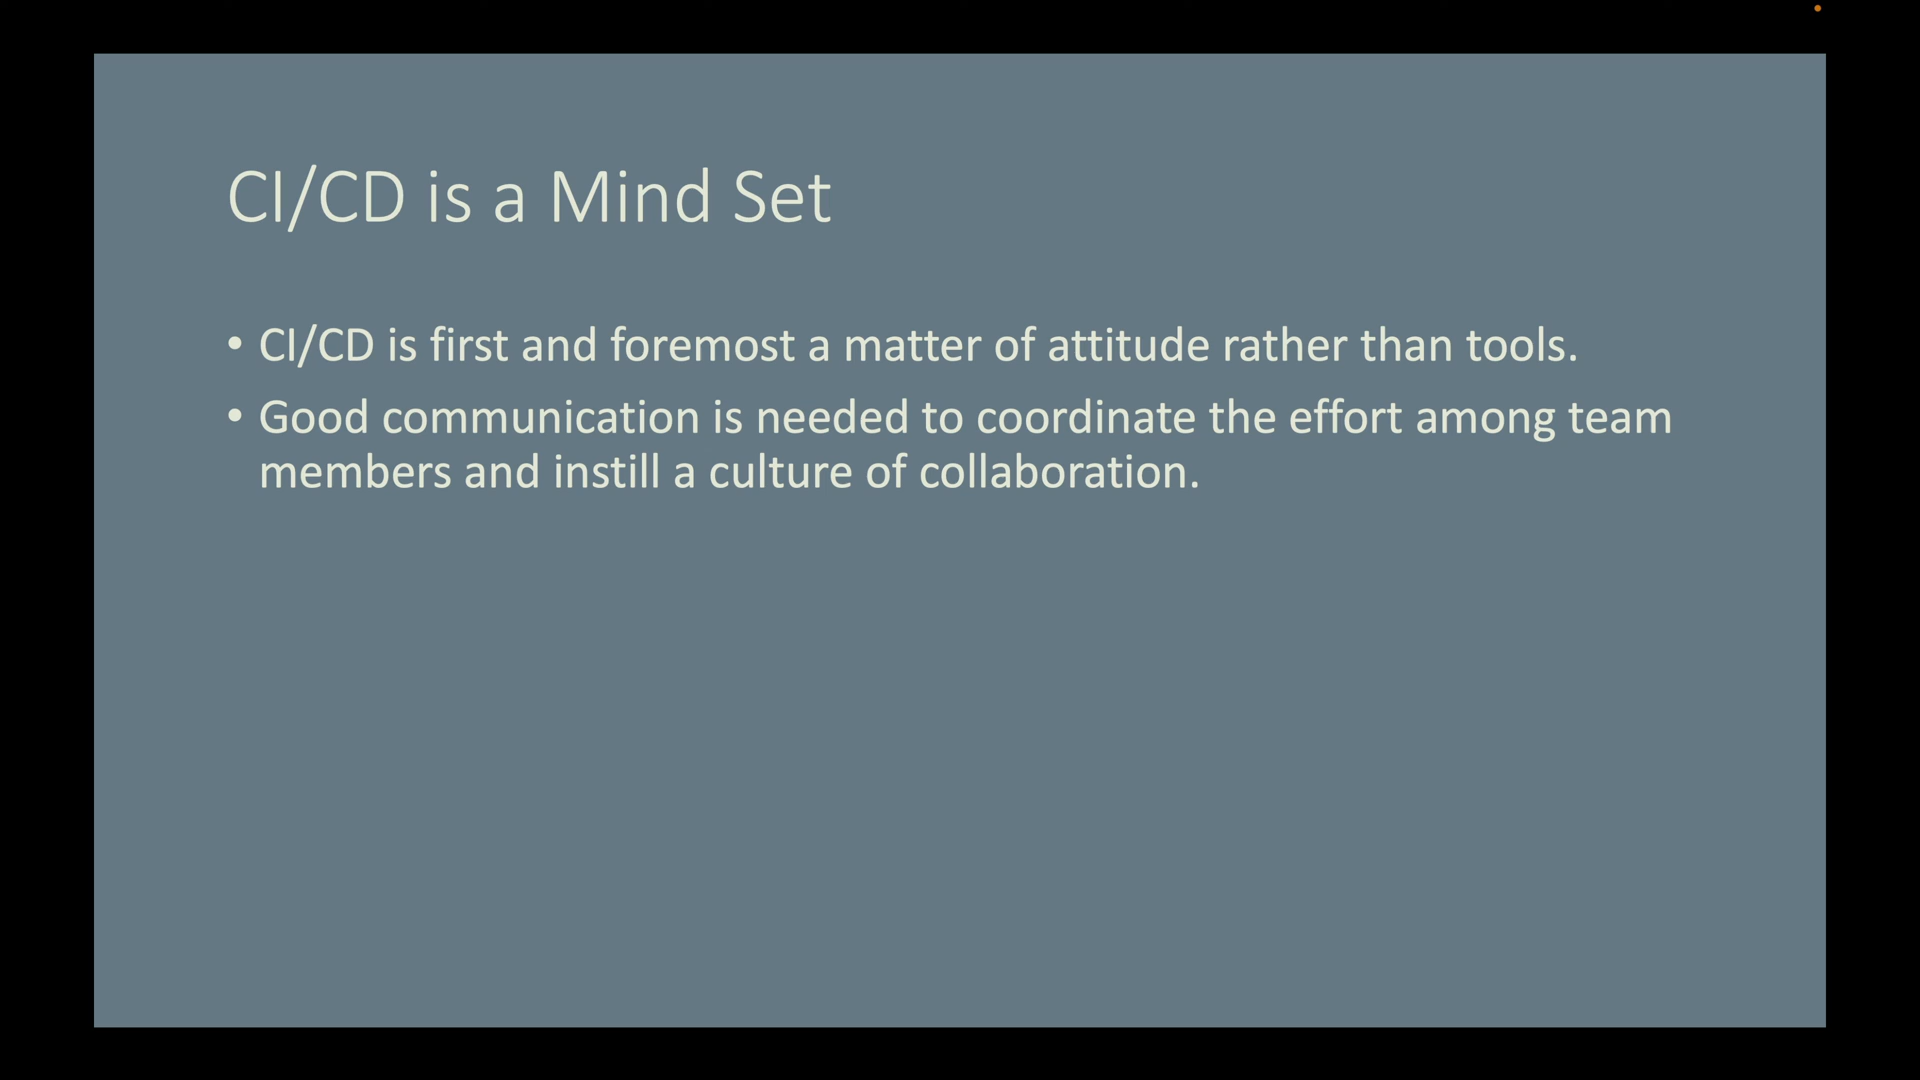 CI/CD is a Mind Set
• CI/CD is first and foremost a matter of attitude rather than tools.
• Good communication is needed to coordinate the effort among team
members and instill a culture of collaboration.